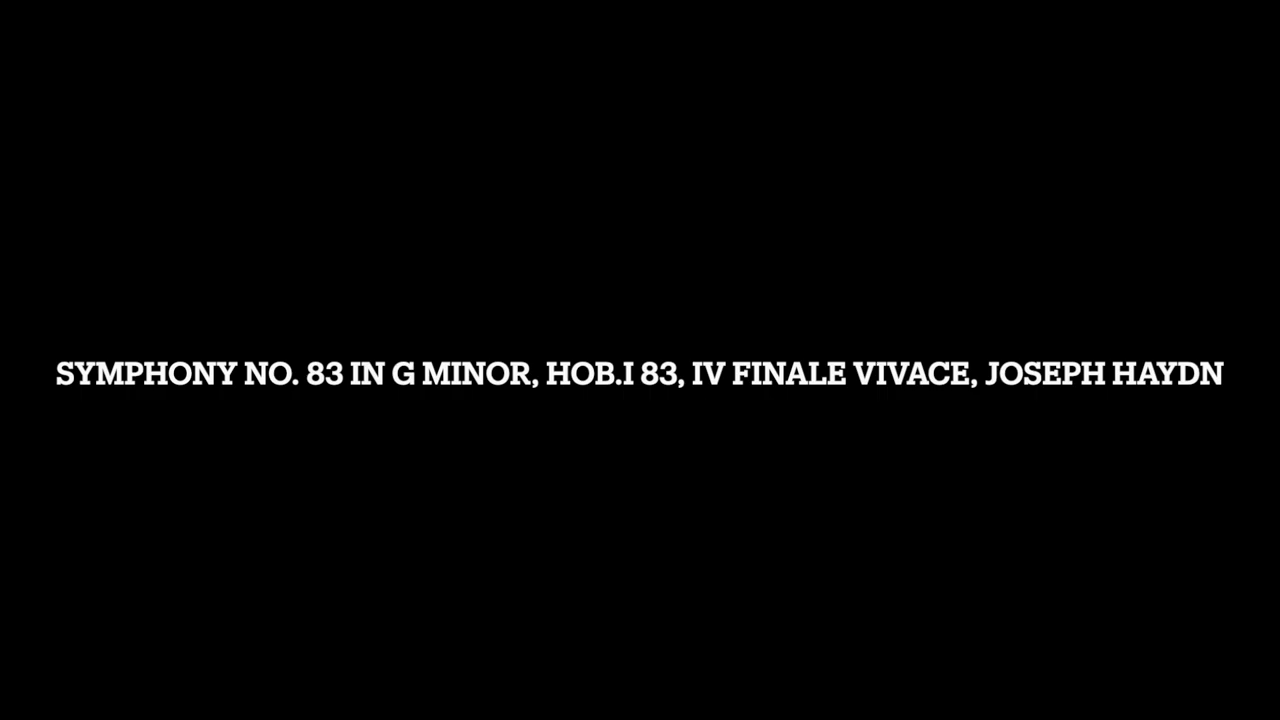 SYMPHONY NO. 83 IN G MINOR, HOB.I 83, IV FINALE VIVACE, JOSEPH HAYDN